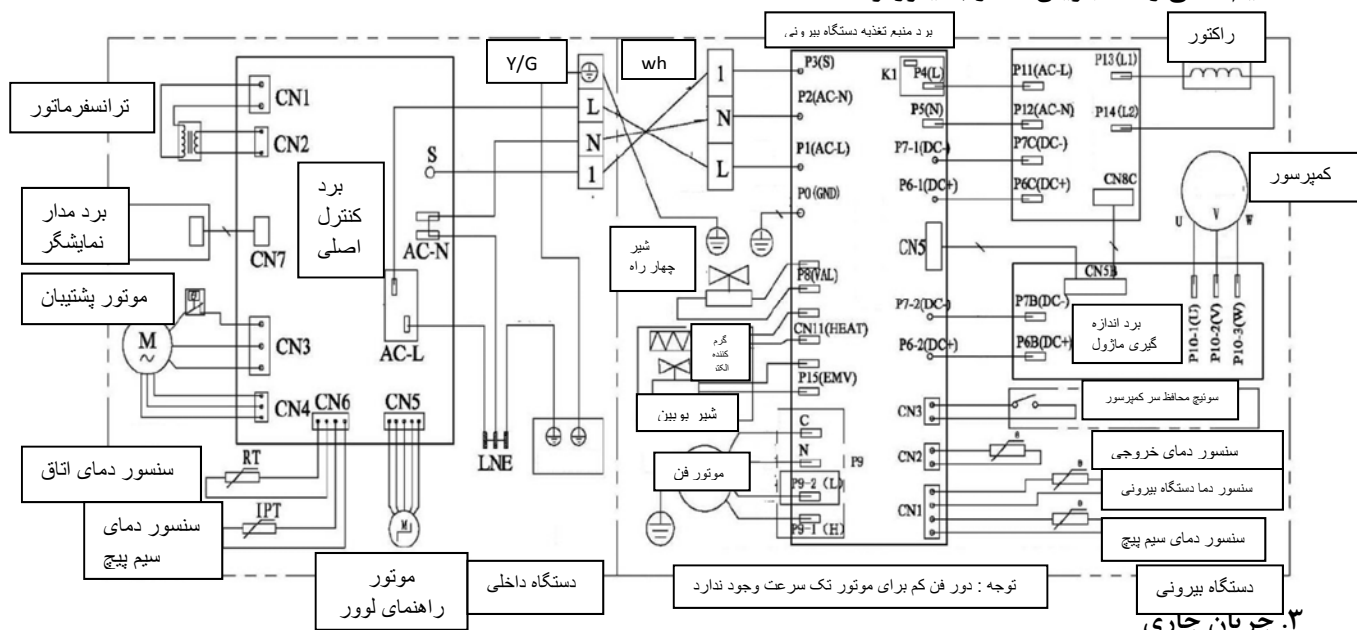 برد منبع تغذیه دستگاه بیرونی
راکتور
Y/G
wh
ترانسفرماتور
CN1
CN2
برد مدار
نمایشگر
CN7
برد
کنترل
اصلی
S
AC-N
AC-L
موتور پشتیبان
M
~
CN3
CN4
CN6
CN5
RT
سنسور دمای اتاق
IPT
سنسور دمای
سیم پیچ
M
موتور
راهنمای لوور
LNE
دستگاه داخلی
L
N
1
1
N
L
P3(S)
P2(AC-N)
P1(AC-L)
P0(GND)
K1
P4(L)
P5(N)
P7-1(DC-)
P6-1(DC+)
CN5
شیر
چهار راه
P8(VAL)
گرم
کننده
CN11(HEAT)
P15(EMV)
شیر بوبین
P7-2(DC-)
P6-2(DC+)
CN3
CN2
CN1
C
N
P9
P9-2 (L)
P9-1 (H)
موتور فن
P11(AC-L)
P12(AC-N)
P7C(DC-)
P6C(DC+)
P13(L1)
P14(L2)
CN8C
کمپرسور
U
V
W
CN5B
P7B(DC-)
P6B(DC+)
برد اندازه
گیری ماژول
P10-1(U)
P10-2(V)
P10-3(W)
سوئیچ محافظ سر کمپرسور
سنسور دمای خروجی
سنسور دما دستگاه بیرونی
سنسور دمای سیم پیچ
توجه : دور فن کم برای موتور تک سرعت وجود ندارد
دستگاه بیرونی
۳. جریان جاری